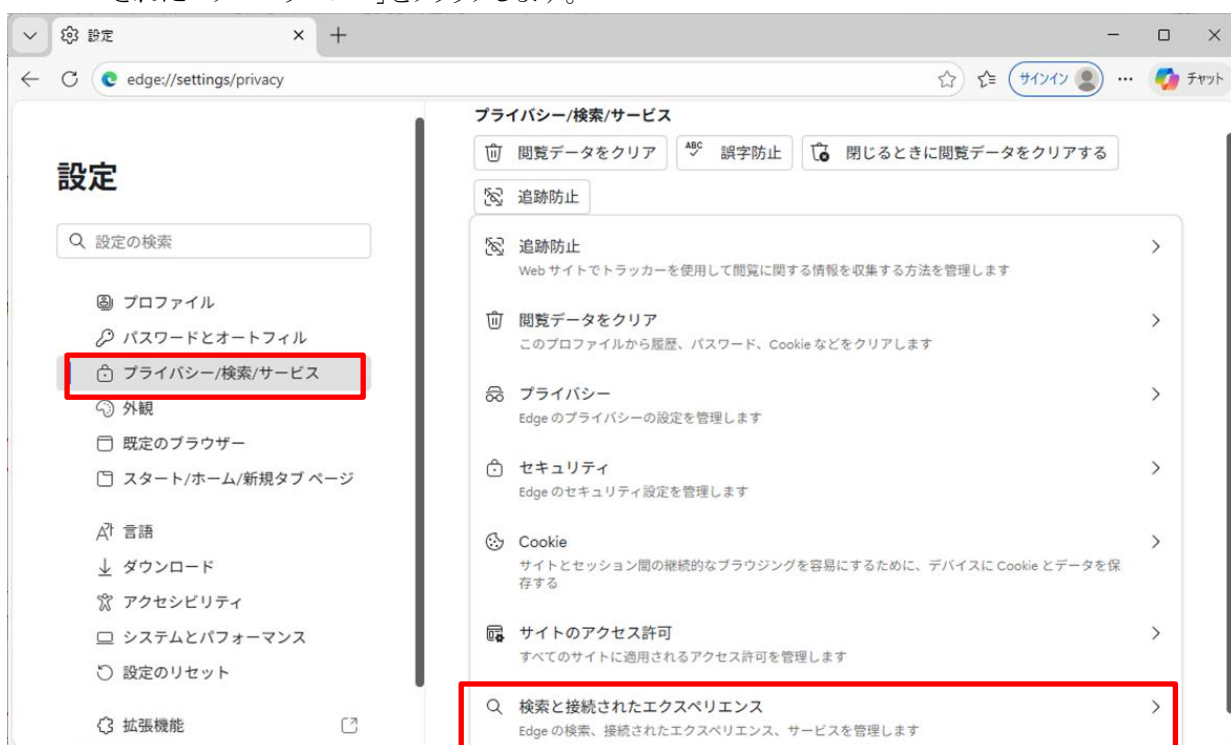 設定
edge://settings/privacy
サインイン
チャット
設定
設定の検索
プロファイル
パスワードとオートフィル
プライバシー/検索/サービス
外観
既定のブラウザー
スタート/ホーム/新規タブ ページ
言語
ダウンロード
アクセシビリティ
システムとパフォーマンス
設定のリセット
拡張機能
プライバシー/検索/サービス
閲覧データをクリア
ABC 誤字防止
閉じるときに閲覧データをクリアする
追跡防止
追跡防止
Web サイトでトラッカーを使用して閲覧に関する情報を収集する方法を管理します
閲覧データをクリア
このプロファイルから履歴、パスワード、Cookie などをクリアします
プライバシー
Edge のプライバシーの設定を管理します
セキュリティ
Edge のセキュリティ設定を管理します
Cookie
サイトとセッション間の継続的なブラウジングを容易にするために、デバイスに Cookie とデータを保
存する
サイトのアクセス許可
すべてのサイトに適用されるアクセス許可を管理します
検索と接続されたエクスペリエンス
Edge の検索、接続されたエクスペリエンス、サービスを管理します